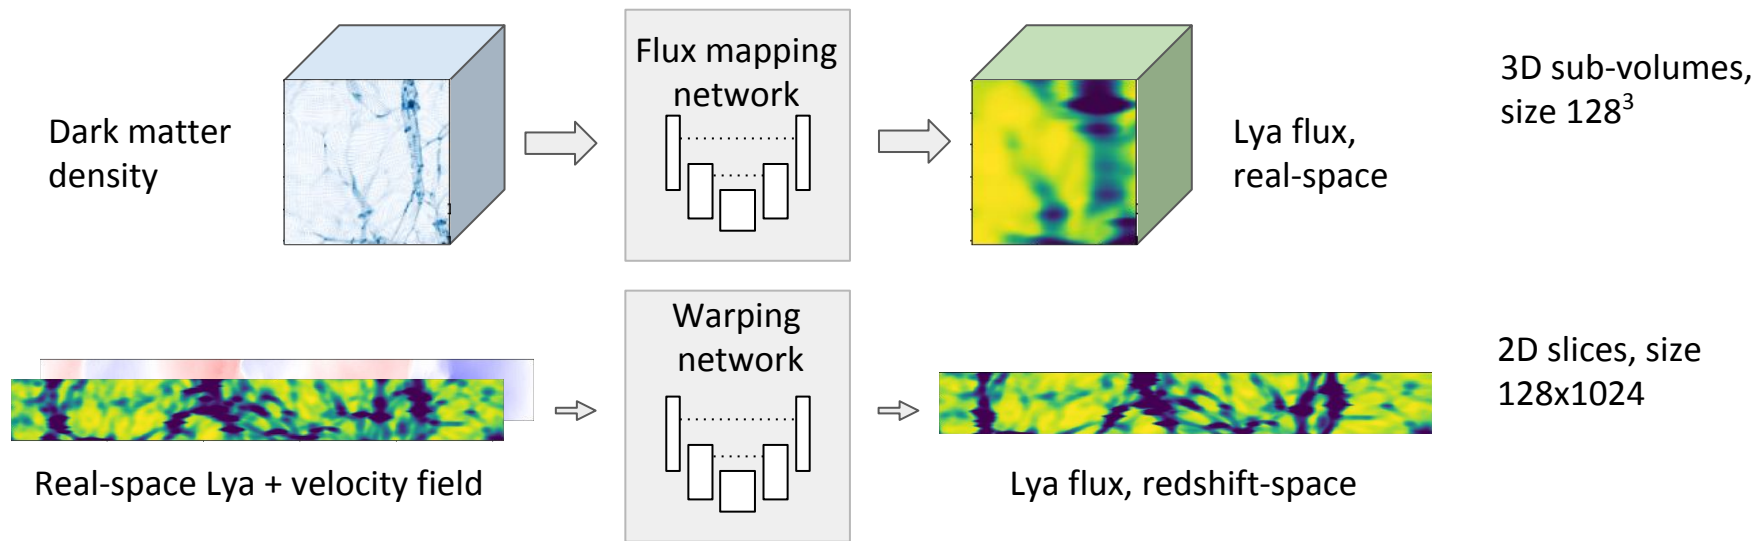 Dark matter
density
Flux mapping
network
Lya flux,
real-space
3D sub-volumes,
size 128³
Real-space Lya + velocity field
Warping
network
Lya flux, redshift-space
2D slices, size
128x1024